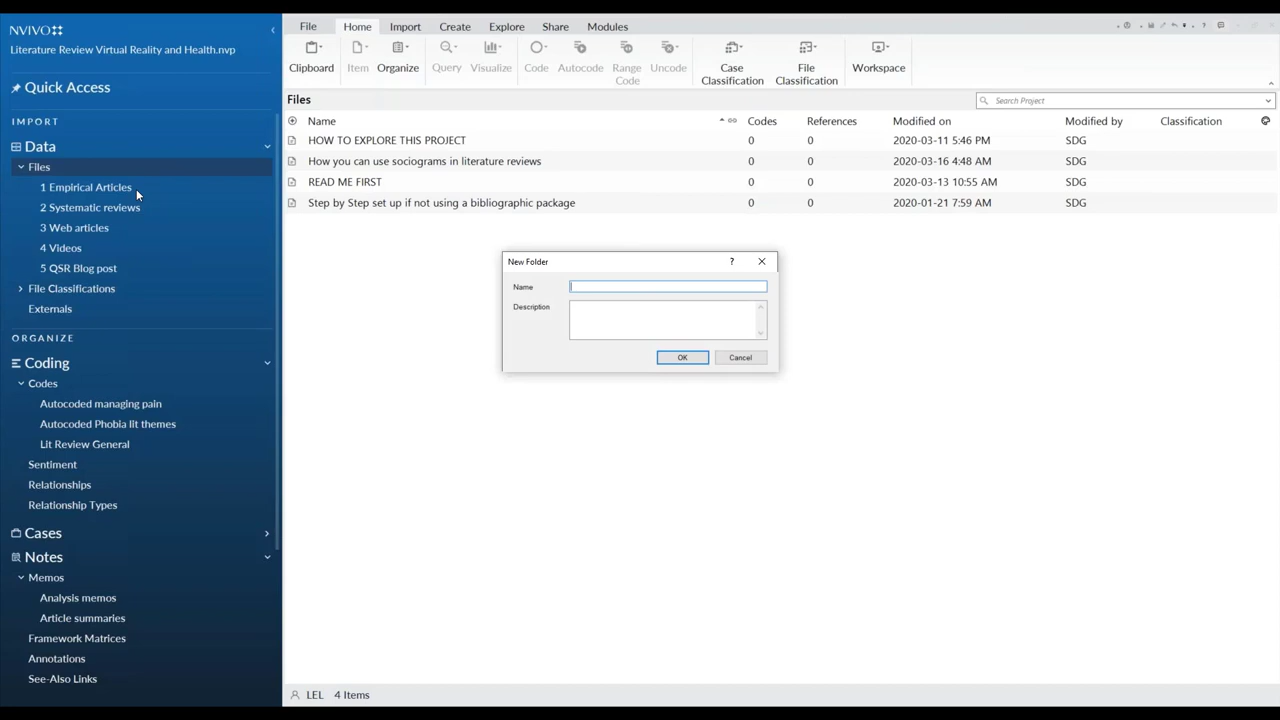 NVIVO
Literature Review Virtual Reality and Health.nvp
Quick Access
IMPORT
Data
Files
1 Empirical Articles
2 Systematic reviews
3 Web articles
4 Videos
5 QSR Blog post
File Classifications
Externals
ORGANIZE
Coding
Codes
Autocoded managing pain
Autocoded Phobia lit themes
Lit Review General
Sentiment
Relationships
Relationship Types
Cases
Notes
Memos
Analysis memos
Article summaries
Framework Matrices
Annotations
See-Also Links
File Home Import Create Explore Share Modules
Clipboard Item Organize Query Visualize Code Autocode Range Code Uncode Case Classification File Classification Workspace
Files
Search Project
Name Codes References Modified on Modified by Classification
HOW TO EXPLORE THIS PROJECT 0 0 2020-03-11 5:46 PM SDG
How you can use sociograms in literature reviews 0 0 2020-03-16 4:48 AM SDG
READ ME FIRST 0 0 2020-03-13 10:55 AM SDG
Step by Step set up if not using a bibliographic package 0 0 2020-01-21 7:59 AM SDG
New Folder ?
Name
Description
OK Cancel
LEL 4 Items